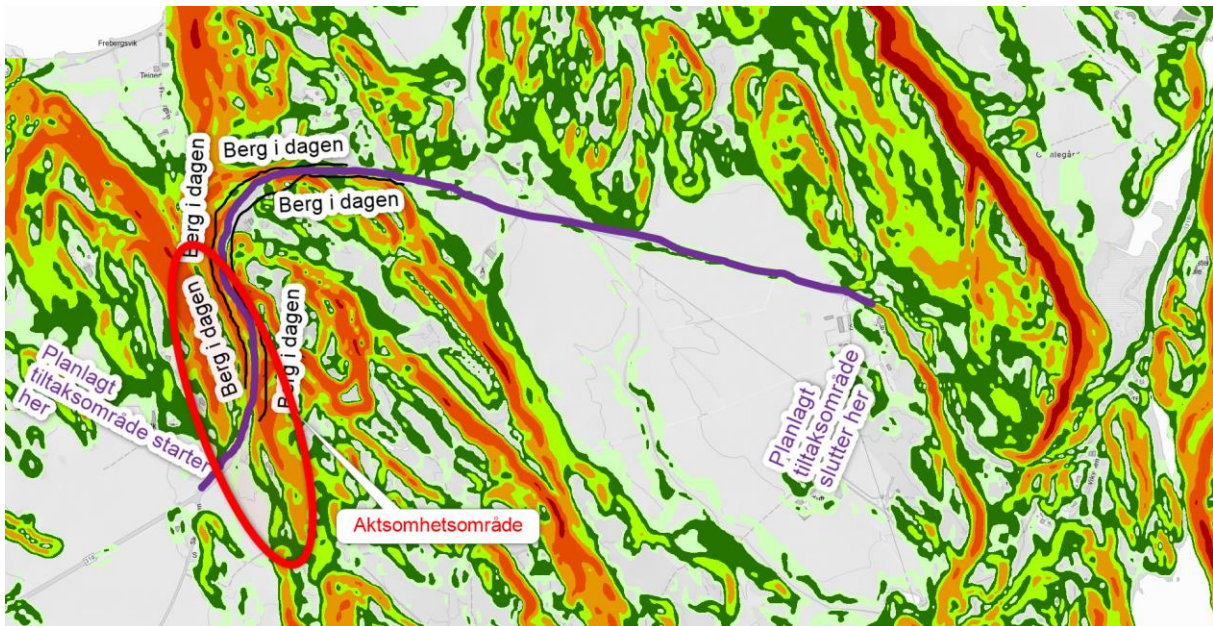 Frebergsvik
Teiner
Berg i dagen
Berg i dagen
Berg i dagen
Berg i dagen
Berg i dagen
Planlagt
tiltaksområde starter
her
Planlagt
tiltaksområde
slutter her
Aktsomhetsområde